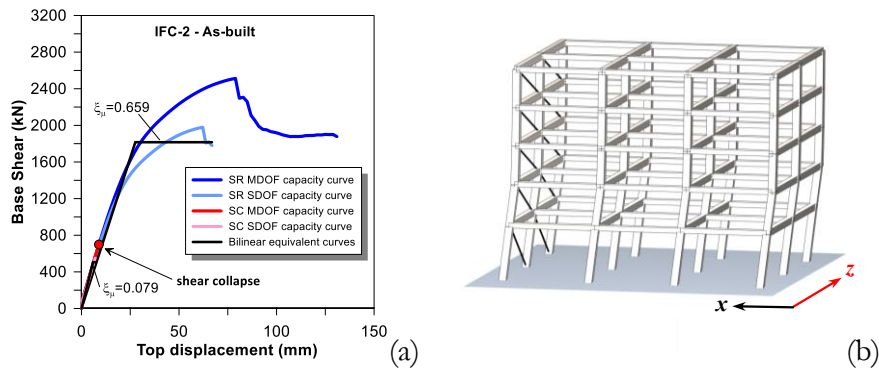 IFC-2 - As-built
3200
2800
2400
2000
1600
1200
800
400
0
Base Shear (kN)
ξμ=0.659
SR MDOF capacity curve
SR SDOF capacity curve
SC MDOF capacity curve
SC SDOF capacity curve
Bilinear equivalent curves
shear collapse
ξμ=0.079
0 50 100 150
Top displacement (mm)
(a)
x
z
(b)